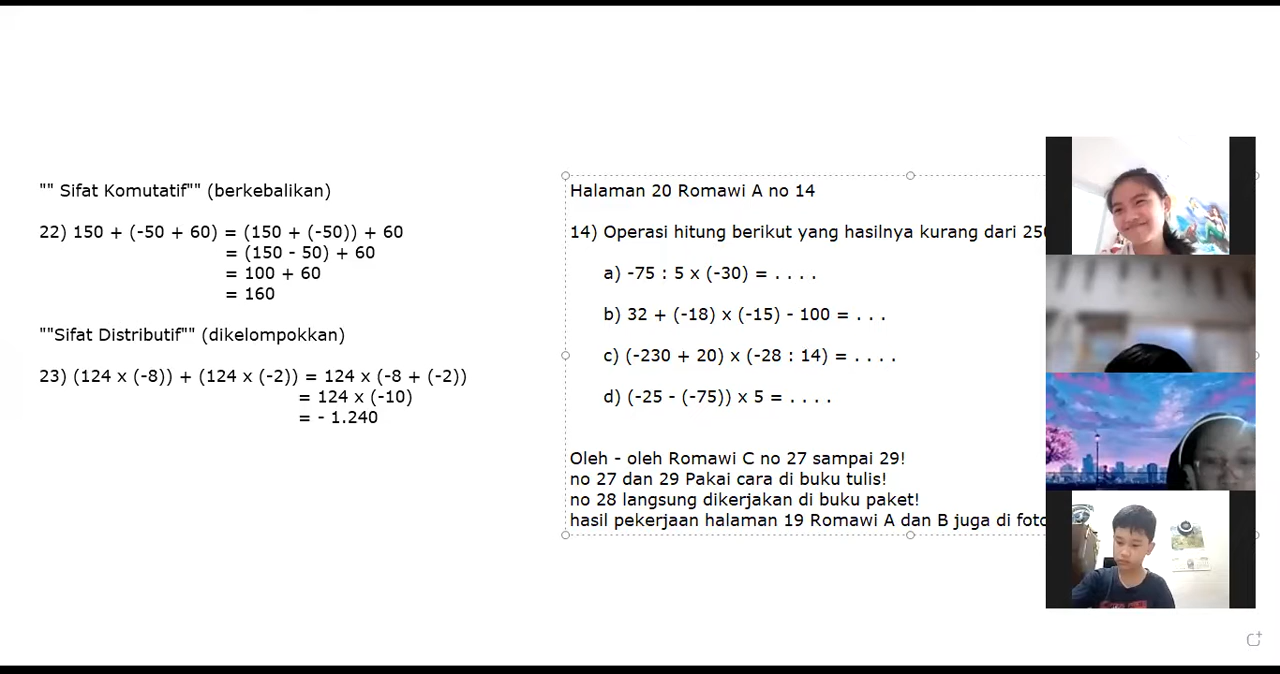 "" Sifat Komutatif"" (berkebalikan)
22) 150 + (-50 + 60) = (150 + (-50)) + 60
= (150 - 50) + 60
= 100 + 60
= 160
""Sifat Distributif"" (dikelompokkan)
23) (124 x (-8)) + (124 x (-2)) = 124 x (-8 + (-2))
= 124 x (-10)
= - 1.240
Halaman 20 Romawi A no 14
14) Operasi hitung berikut yang hasilnya kurang dari 250
a) -75 : 5 x (-30) = . . . .
b) 32 + (-18) x (-15) - 100 = . . .
c) (-230 + 20) x (-28 : 14) = . . . .
d) (-25 - (-75)) x 5 = . . . .
Oleh - oleh Romawi C no 27 sampai 29!
no 27 dan 29 Pakai cara di buku tulis!
no 28 langsung dikerjakan di buku paket!
hasil pekerjaan halaman 19 Romawi A dan B juga di foto